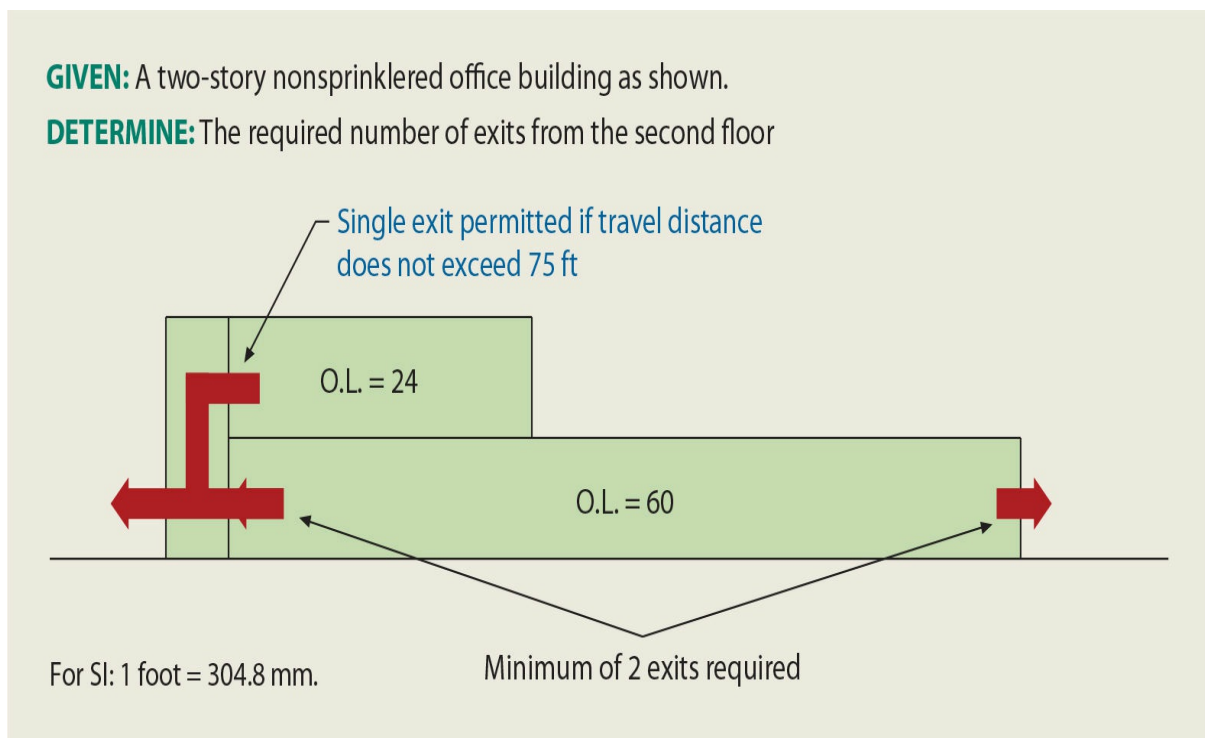 GIVEN: A two-story nonsprinklered office building as shown.
DETERMINE: The required number of exits from the second floor
Single exit permitted if travel distance
does not exceed 75 ft
O.L. = 24
O.L. = 60
Minimum of 2 exits required
For SI: 1 foot = 304.8 mm.